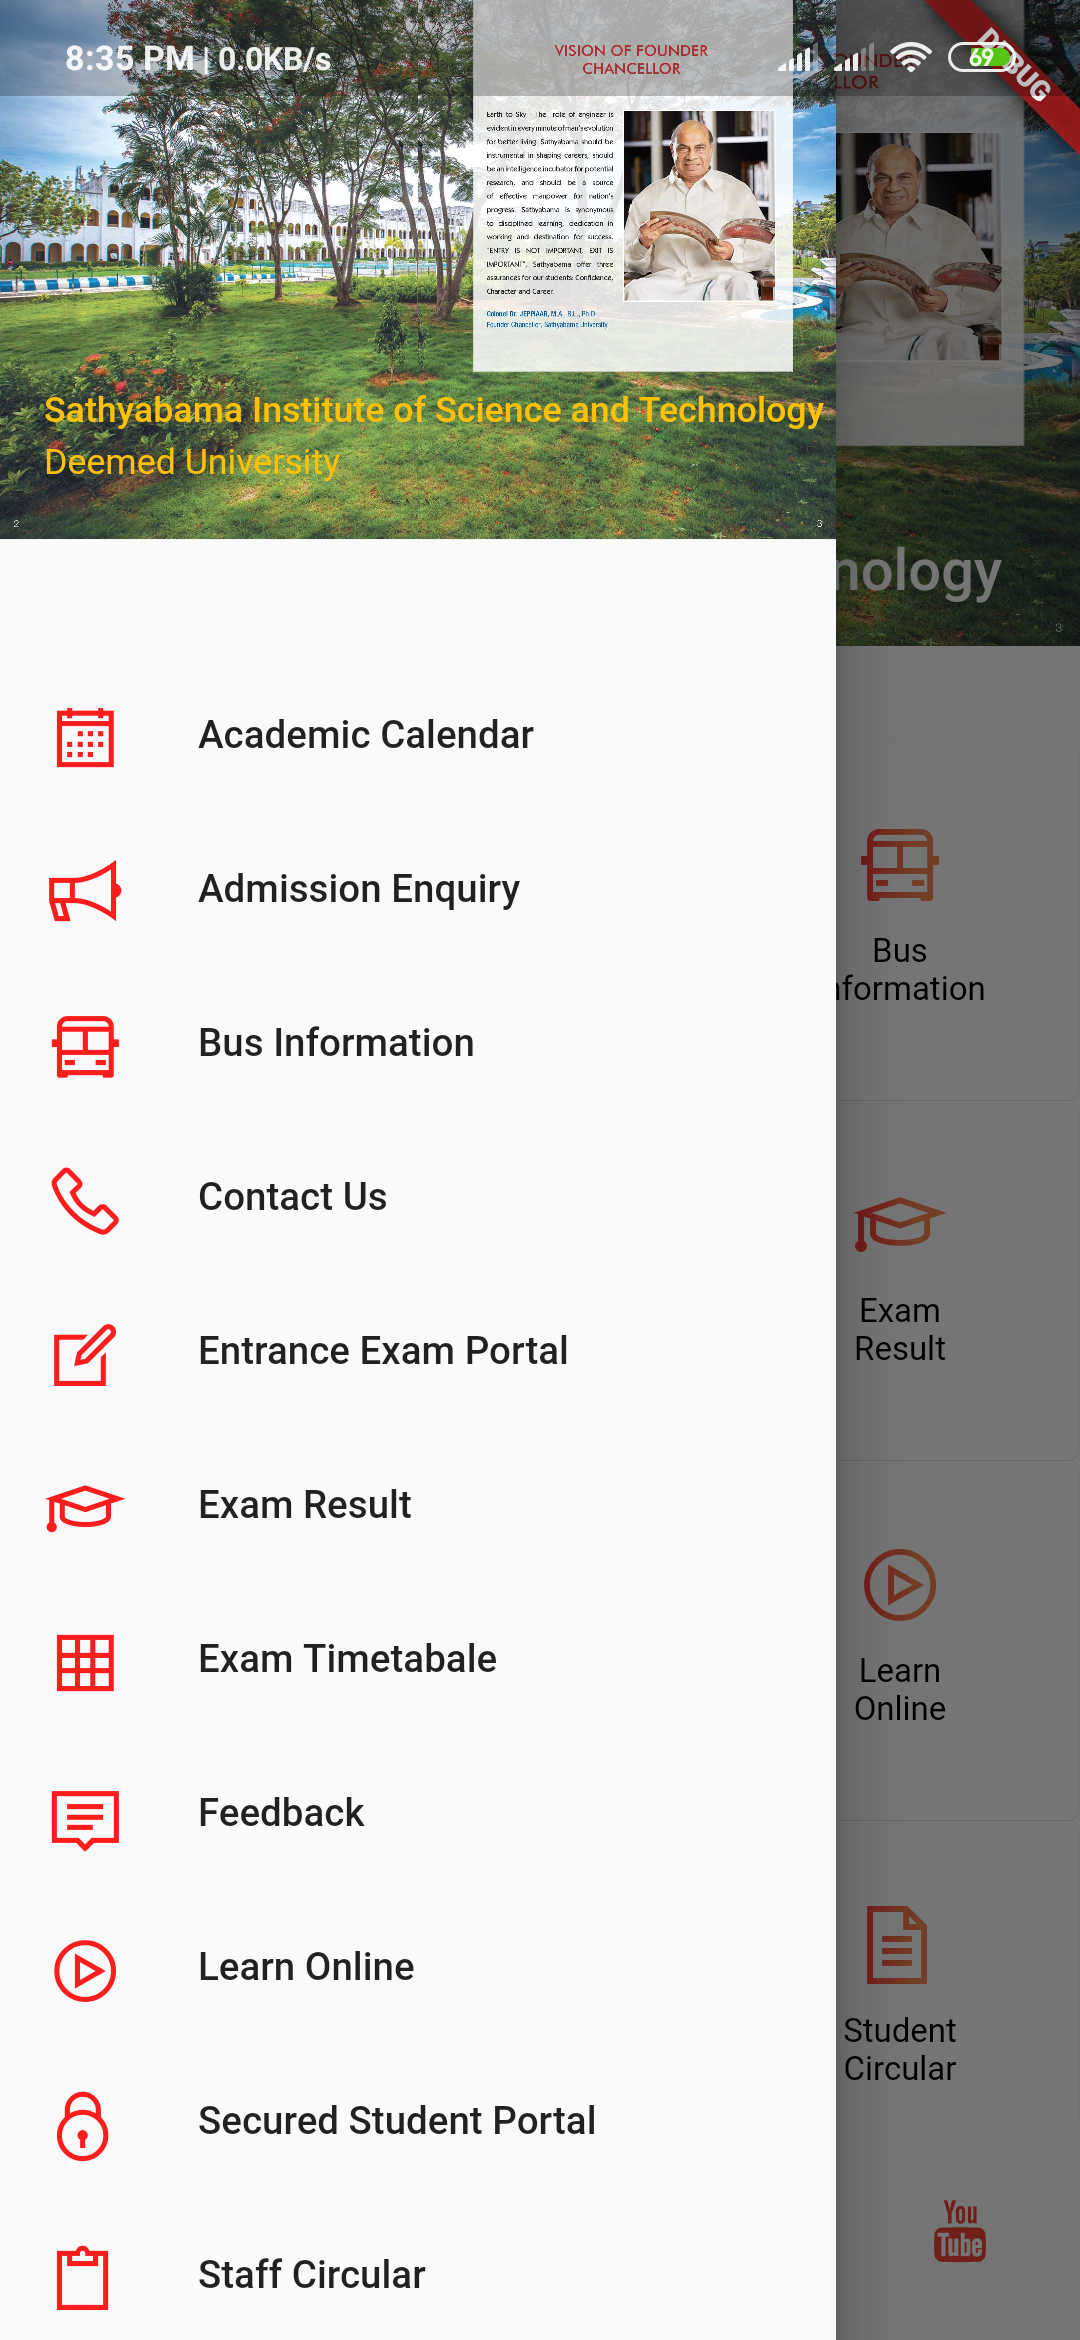 8:35 PM | 0.0KB/s
69
DEBUG
VISION OF FOUNDER
CHANCELLOR
Earth to Sky The role of engineer is
evident in every minute of man's evolution
for better living. Sathyabama should be
instrumental in shaping careers, should
be an intelligence incubator for potential
research, and should be a source
of effective manpower for nation's
progress. Sathyabama is synonymous
to disciplined learning, dedication in
working and destination for success.
"ENTRY IS NOT IMPORTANT, EXIT IS
IMPORTANT". Sathyabama offer three
assurances for our students: Confidence,
Character and Career.
Colonel Dr. JEPPIAAR, M.A., B.L., Ph.D
Founder Chancellor, Sathyabama University
Sathyabama Institute of Science and Technology
Deemed University
2
3
nology
3
Academic Calendar
Admission Enquiry
Bus Information
Contact Us
Entrance Exam Portal
Exam Result
Exam Timetabale
Feedback
Learn Online
Secured Student Portal
Staff Circular
Bus
nformation
Exam
Result
Learn
Online
Student
Circular
You
Tube